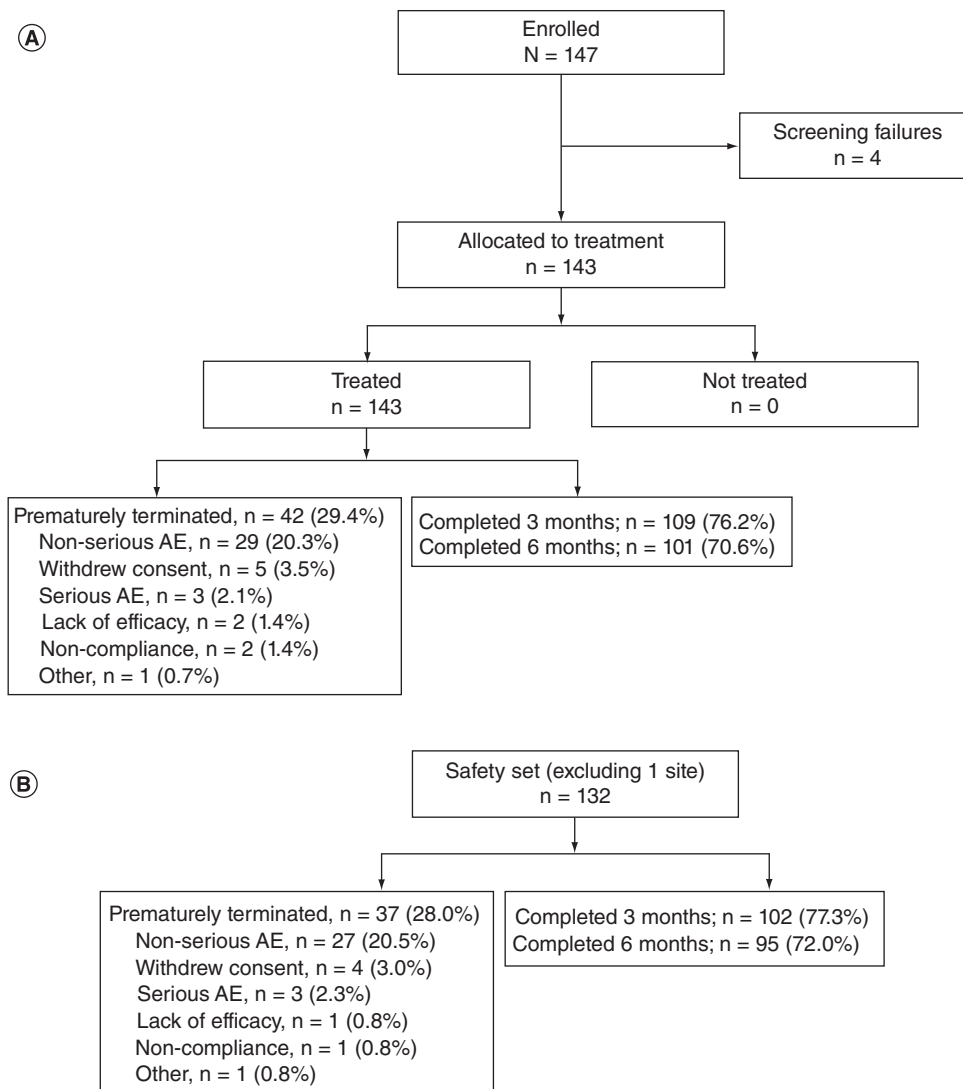 A
Enrolled
N = 147
Screening failures
n = 4
Allocated to treatment
n = 143
Treated
n = 143
Not treated
n = 0
Prematurely terminated, n = 42 (29.4%)
Non-serious AE, n = 29 (20.3%)
Withdrew consent, n = 5 (3.5%)
Serious AE, n = 3 (2.1%)
Lack of efficacy, n = 2 (1.4%)
Non-compliance, n = 2 (1.4%)
Other, n = 1 (0.7%)
Completed 3 months; n = 109 (76.2%)
Completed 6 months; n = 101 (70.6%)
B
Safety set (excluding 1 site)
n = 132
Prematurely terminated, n = 37 (28.0%)
Non-serious AE, n = 27 (20.5%)
Withdrew consent, n = 4 (3.0%)
Serious AE, n = 3 (2.3%)
Lack of efficacy, n = 1 (0.8%)
Non-compliance, n = 1 (0.8%)
Other, n = 1 (0.8%)
Completed 3 months; n = 102 (77.3%)
Completed 6 months; n = 95 (72.0%)